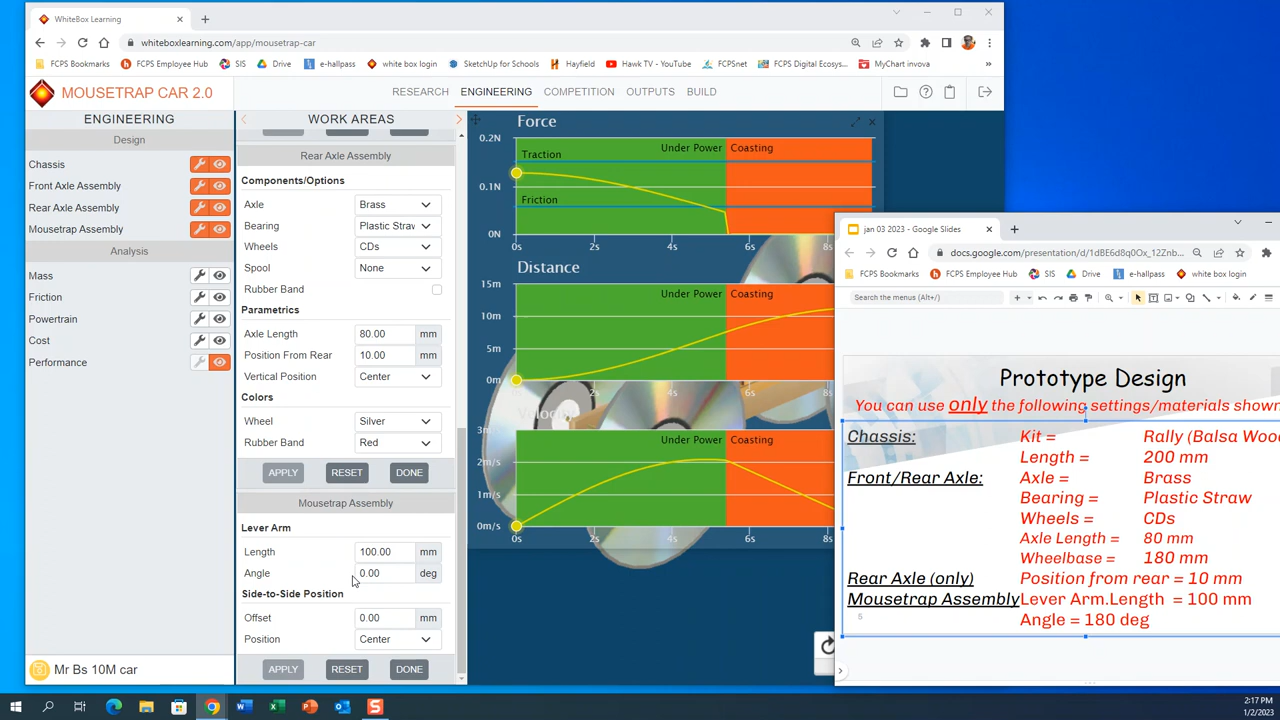 WhiteBox Learning
whiteboxlearning.com/app/mousetrap-car
FCPS Bookmarks
FCPS Employee Hub
SIS
Drive
e-hallpass
white box login
SketchUp for Schools
Hayfield
Hawk TV - YouTube
FCPSnet
FCPS Digital Ecosy...
MyChart invova
»
MOUSETRAP CAR 2.0
RESEARCH
ENGINEERING
COMPETITION
OUTPUTS
BUILD
ENGINEERING
Design
Chassis
Front Axle Assembly
Rear Axle Assembly
Mousetrap Assembly
Analysis
Mass
Friction
Powertrain
Cost
Performance
Mr Bs 10M car
WORK AREAS
Rear Axle Assembly
Components/Options
Axle Brass
Bearing Plastic Straw
Wheels CDs
Spool None
Rubber Band
Parametrics
Axle Length 80.00 mm
Position From Rear 10.00 mm
Vertical Position Center
Colors
Wheel Silver
Rubber Band Red
APPLY RESET DONE
Mousetrap Assembly
Lever Arm
Length 100.00 mm
Angle 0.00 deg
Side-to-Side Position
Offset 0.00 mm
Position Center
APPLY RESET DONE
Force
0.2N
Traction
Under Power
Coasting
0.1N
Friction
0N
0s 2s 4s 6s 8s
Distance
15m
Under Power
Coasting
10m
5m
0m
0s 2s 4s 6s 8s
Velocity
3m
Under Power
Coasting
2m/s
1m/s
0m/s
0s 2s 4s 6s 8s
jan 03 2023 - Google Slides
docs.google.com/presentation/d/1dBE6d8q0Ox_12Znb...
FCPS Bookmarks
FCPS Employee Hub
SIS
Drive
e-hallpass
white box login
Search the menus (Alt+/)
Prototype Design
You can use only the following settings/materials shown
Chassis: Kit = Rally (Balsa Woo
Length = 200 mm
Front/Rear Axle: Axle = Brass
Bearing = Plastic Straw
Wheels = CDs
Axle Length = 80 mm
Wheelbase = 180 mm
Rear Axle (only) Position from rear = 10 mm
Mousetrap Assembly Lever Arm.Length = 100 mm
Angle = 180 deg
5
2:17 PM
1/2/2023